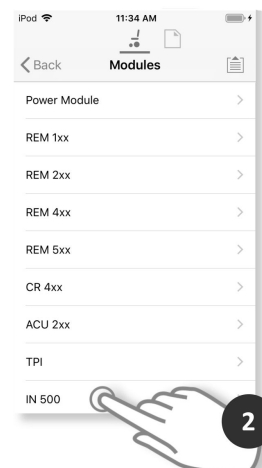 iPod 11:34 AM
Back Modules
Power Module
REM 1xx
REM 2xx
REM 4xx
REM 5xx
CR 4xx
ACU 2xx
TPI
IN 500
2